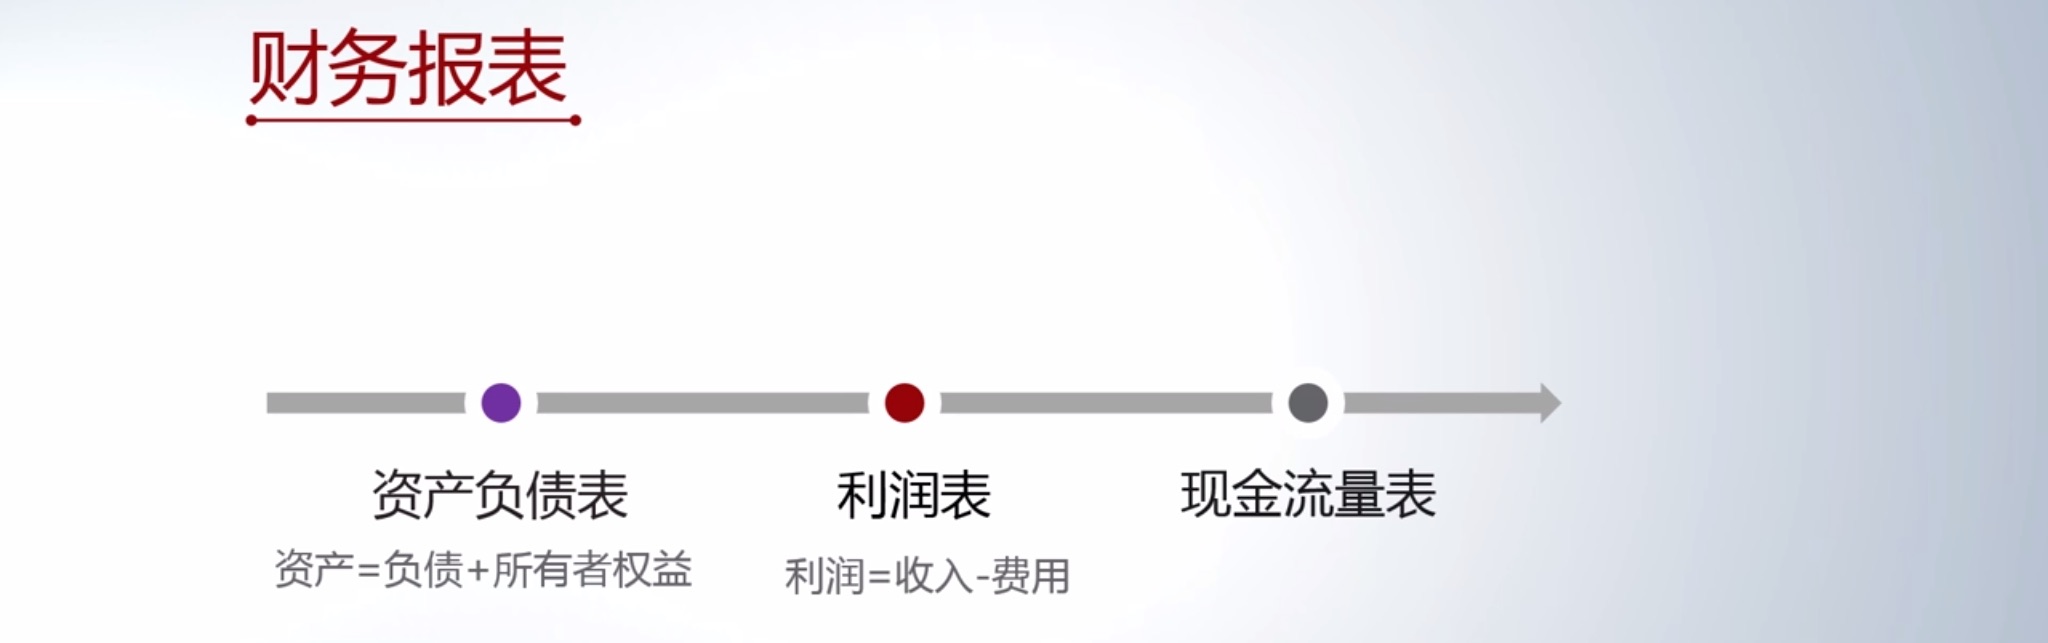 财务报表
资产负债表
利润表
现金流量表
资产=负债+所有者权益
利润=收入-费用